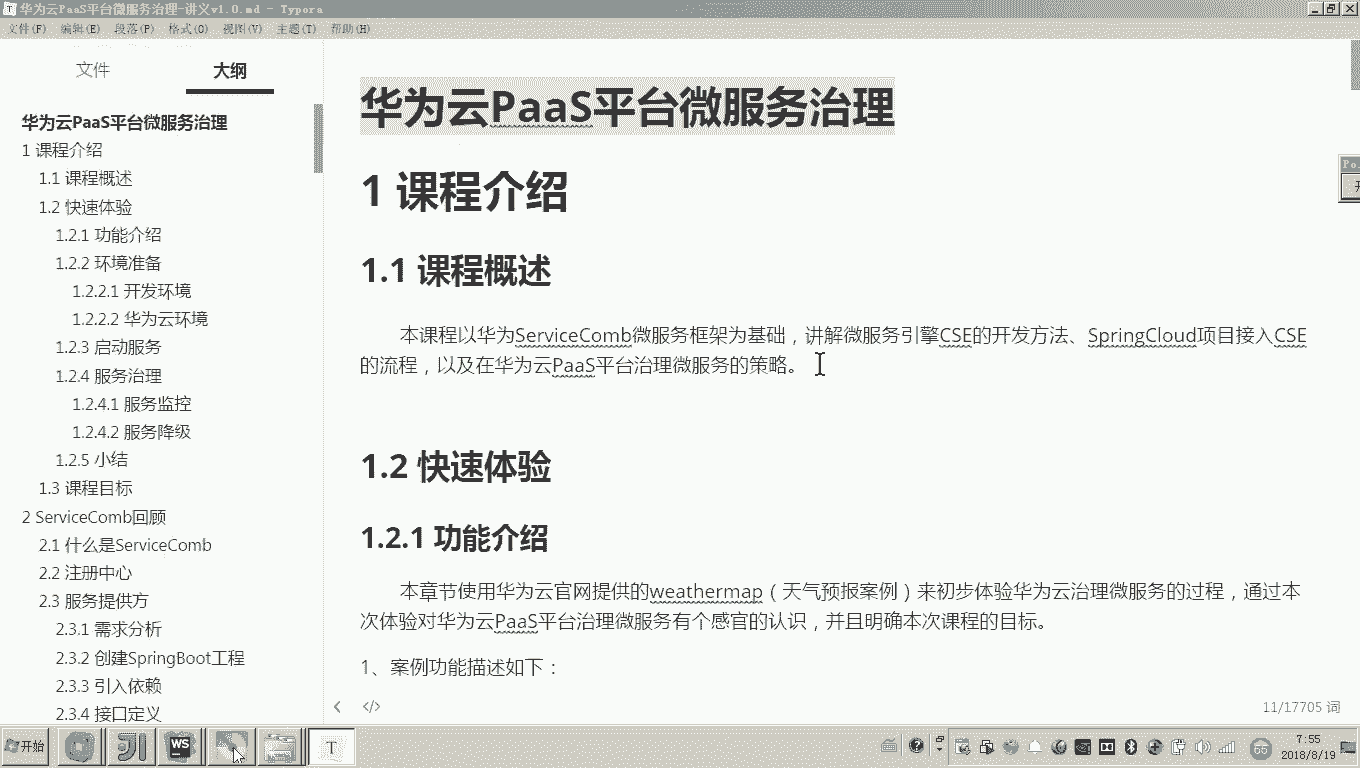 华为云PaaS平台微服务治理-讲义v1.0.md - Typora
文件(F) 编辑(E) 段落(P) 格式(O) 视图(V) 主题(T) 帮助(H)
文件 大纲
华为云PaaS平台微服务治理
1 课程介绍
1.1 课程概述
1.2 快速体验
1.2.1 功能介绍
1.2.2 环境准备
1.2.2.1 开发环境
1.2.2.2 华为云环境
1.2.3 启动服务
1.2.4 服务治理
1.2.4.1 服务监控
1.2.4.2 服务降级
1.2.5 小结
1.3 课程目标
2 ServiceComb回顾
2.1 什么是ServiceComb
2.2 注册中心
2.3 服务提供方
2.3.1 需求分析
2.3.2 创建SpringBoot工程
2.3.3 引入依赖
2.3.4 接口定义
华为云PaaS平台微服务治理
1 课程介绍
1.1 课程概述
本课程以华为ServiceComb微服务框架为基础，讲解微服务引擎CSE的开发方法、SpringCloud项目接入CSE
的流程，以及在华为云PaaS平台治理微服务的策略。
1.2 快速体验
1.2.1 功能介绍
本章节使用华为云官网提供的weathermap（天气预报案例）来初步体验华为云治理微服务的过程，通过本
次体验对华为云PaaS平台治理微服务有个感官的认识，并且明确本次课程的目标。
1、案例功能描述如下：
</> 11/17705 词
开始 WS T 66 7:55
2018/8/19